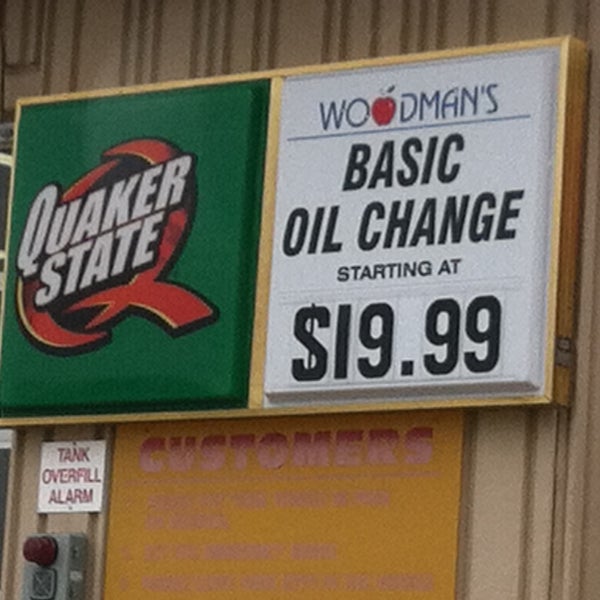 QUAKER
STATE
WOODMAN'S
BASIC
OIL CHANGE
STARTING AT
$19.99
TANK
OVERFILL
ALARM
CUSTOMERS